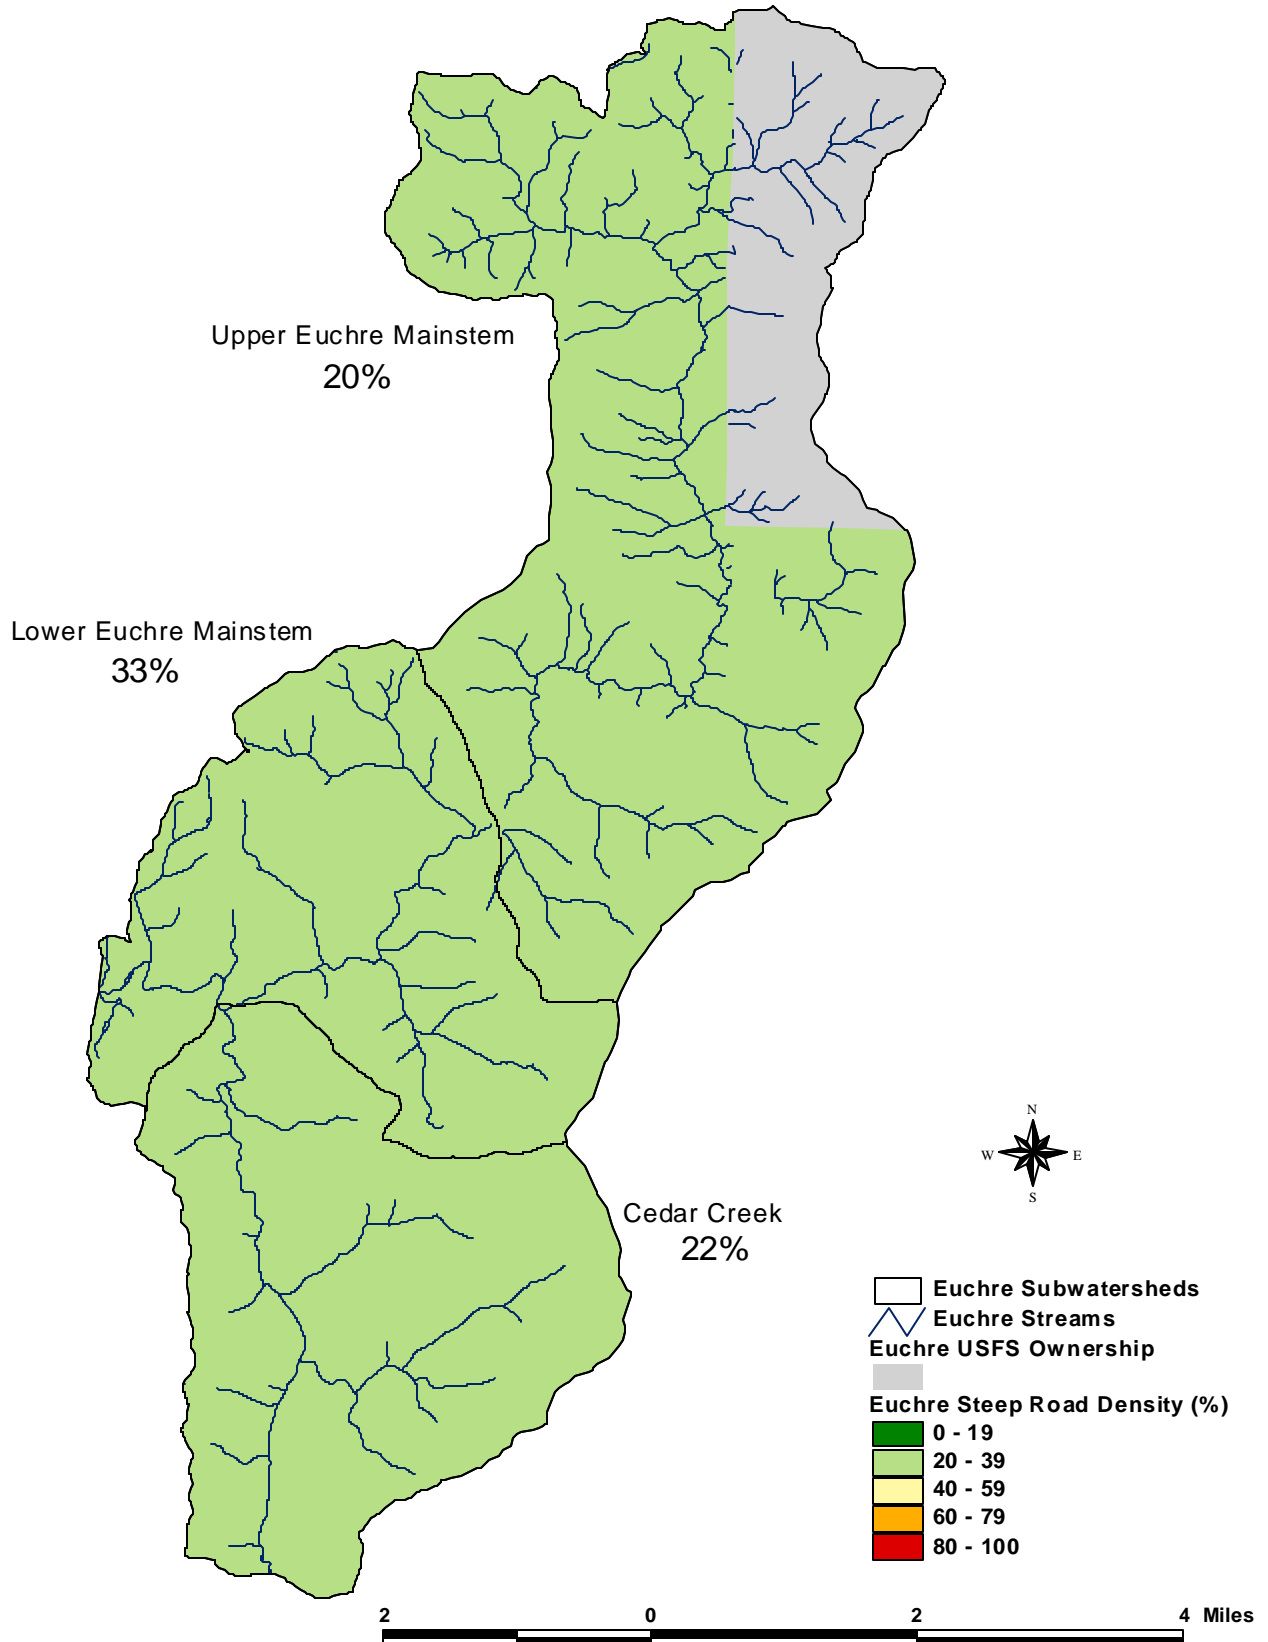 Upper Euchre Mainstem
20%
Lower Euchre Mainstem
33%
N
W E
S
Cedar Creek
22%
Euchre Subwatersheds
Euchre Streams
Euchre USFS Ownership
Euchre Steep Road Density (%)
0 - 19
20 - 39
40 - 59
60 - 79
80 - 100
2 0 2 4 Miles